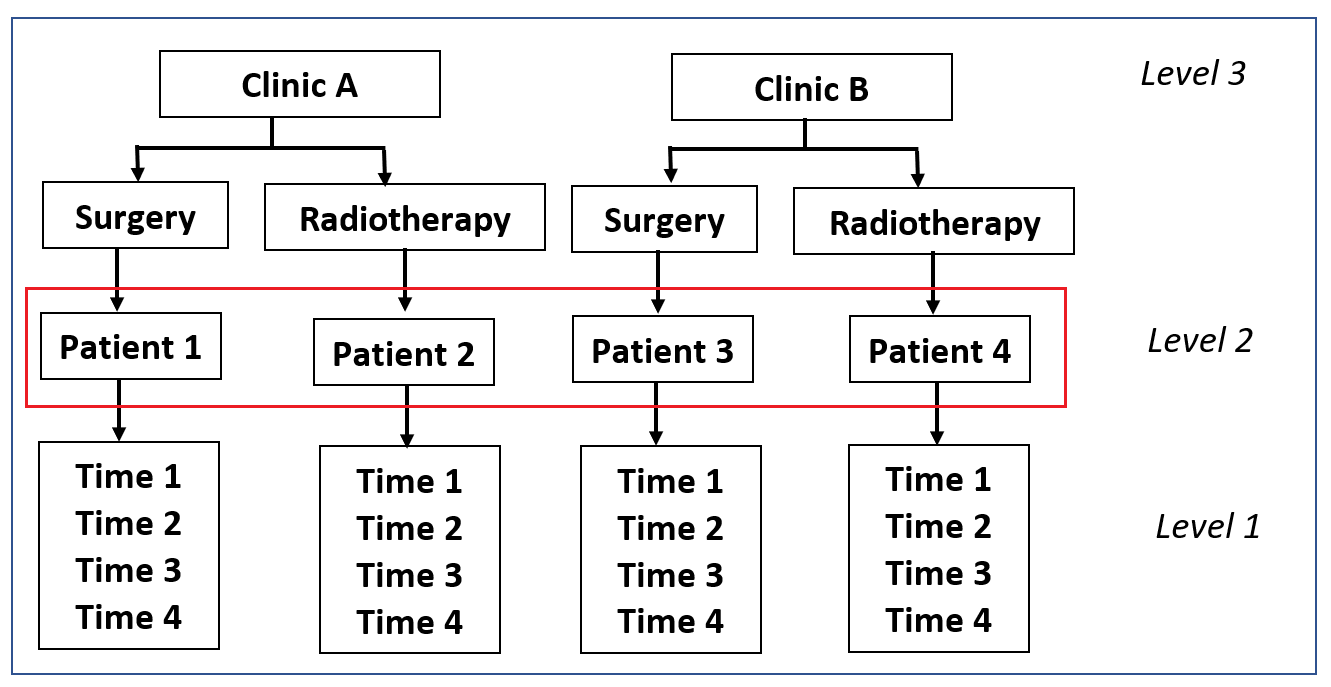 Clinic A
Clinic B
Level 3
Surgery
Radiotherapy
Surgery
Radiotherapy
Patient 1
Patient 2
Patient 3
Patient 4
Level 2
Time 1
Time 2
Time 3
Time 4
Time 1
Time 2
Time 3
Time 4
Time 1
Time 2
Time 3
Time 4
Time 1
Time 2
Time 3
Time 4
Level 1